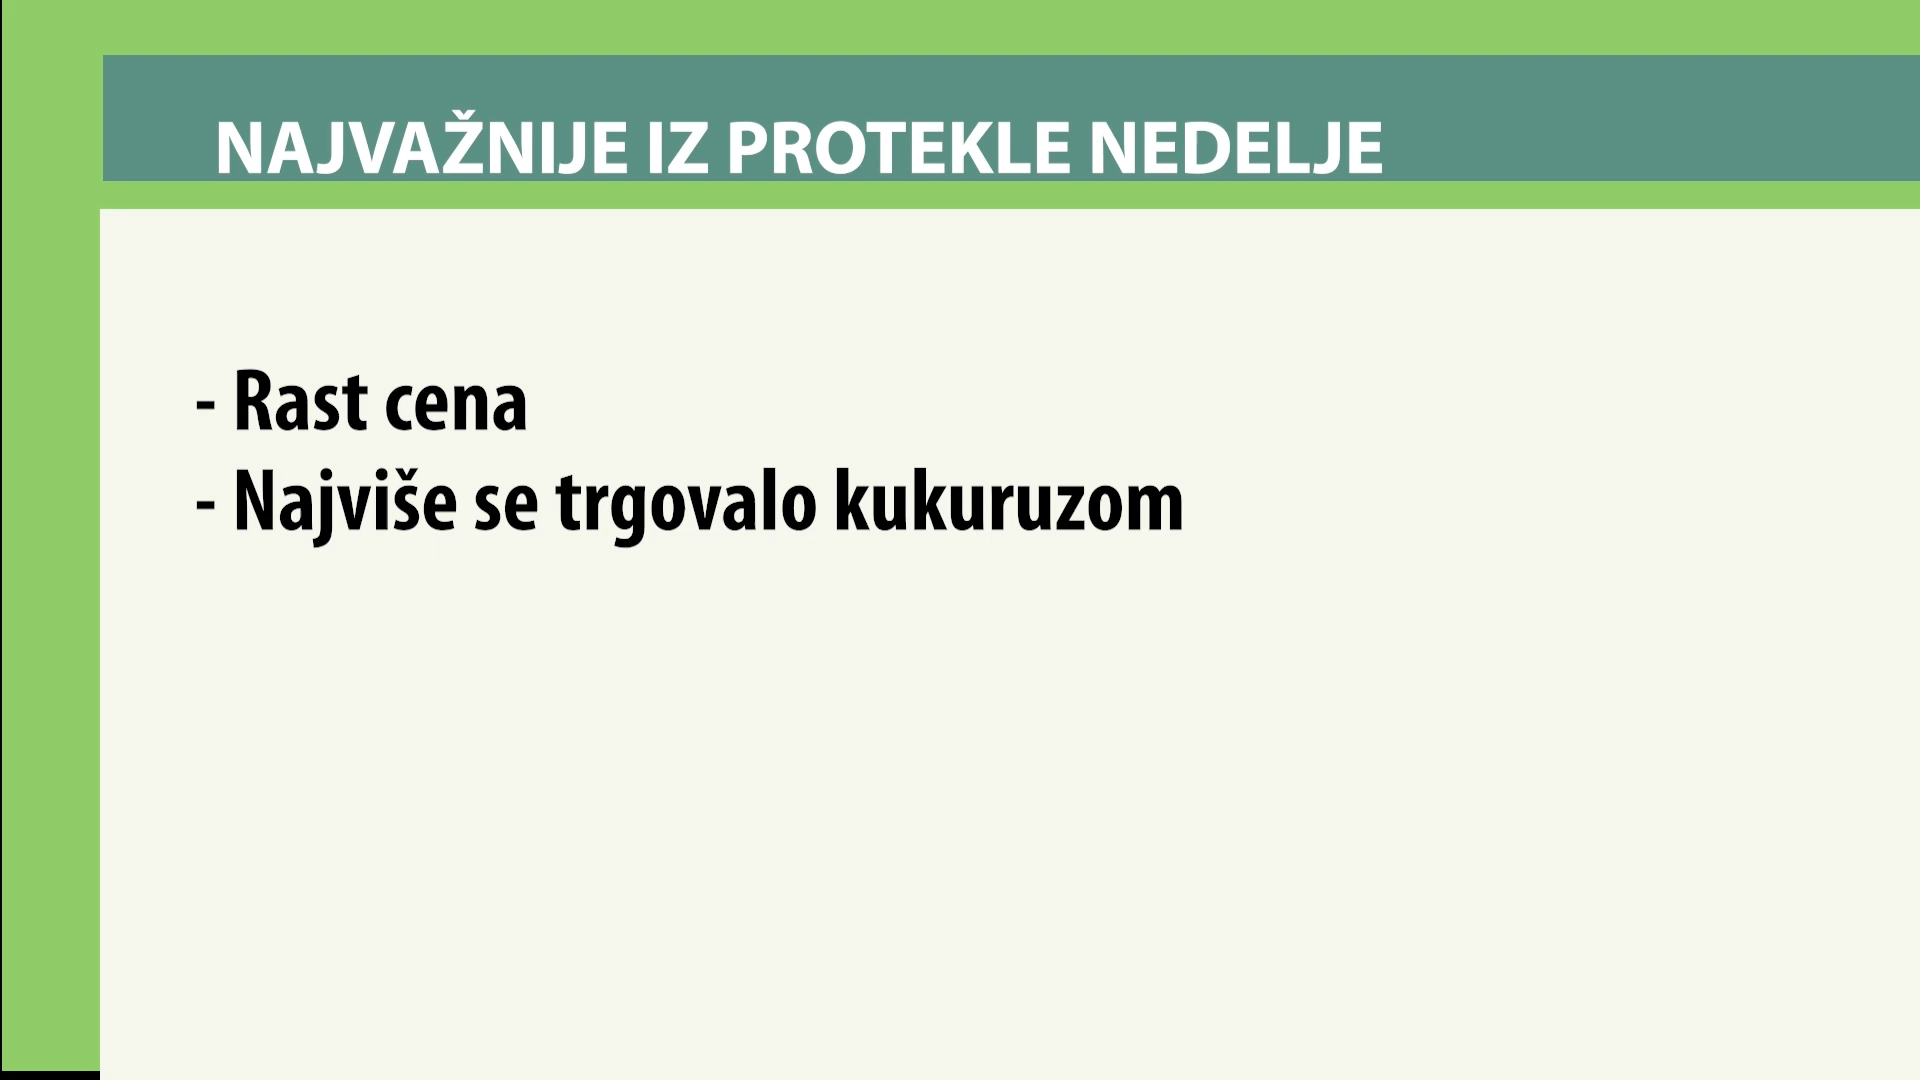 NAJVAŽNIJE IZ PROTEKLE NEDELJE
- Rast cena
- Najviše se trgovalo kukuruzom